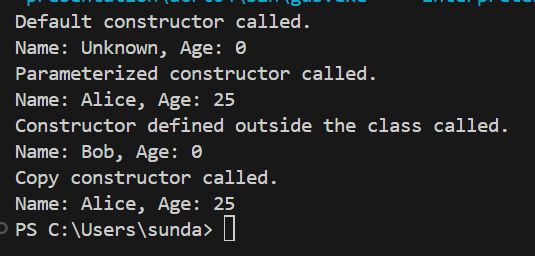 Default constructor called.
Name: Unknown, Age: 0
Parameterized constructor called.
Name: Alice, Age: 25
Constructor defined outside the class called.
Name: Bob, Age: 0
Copy constructor called.
Name: Alice, Age: 25
PS C:\Users\sunda>